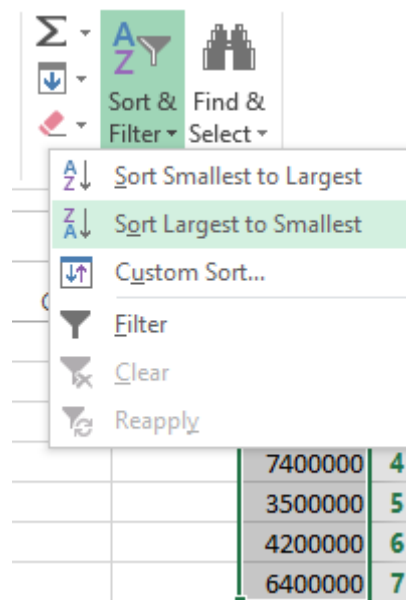 Sort & Filter
Find & Select
Sort Smallest to Largest
Sort Largest to Smallest
Custom Sort...
Filter
Clear
Reapply
7400000 4
3500000 5
4200000 6
6400000 7